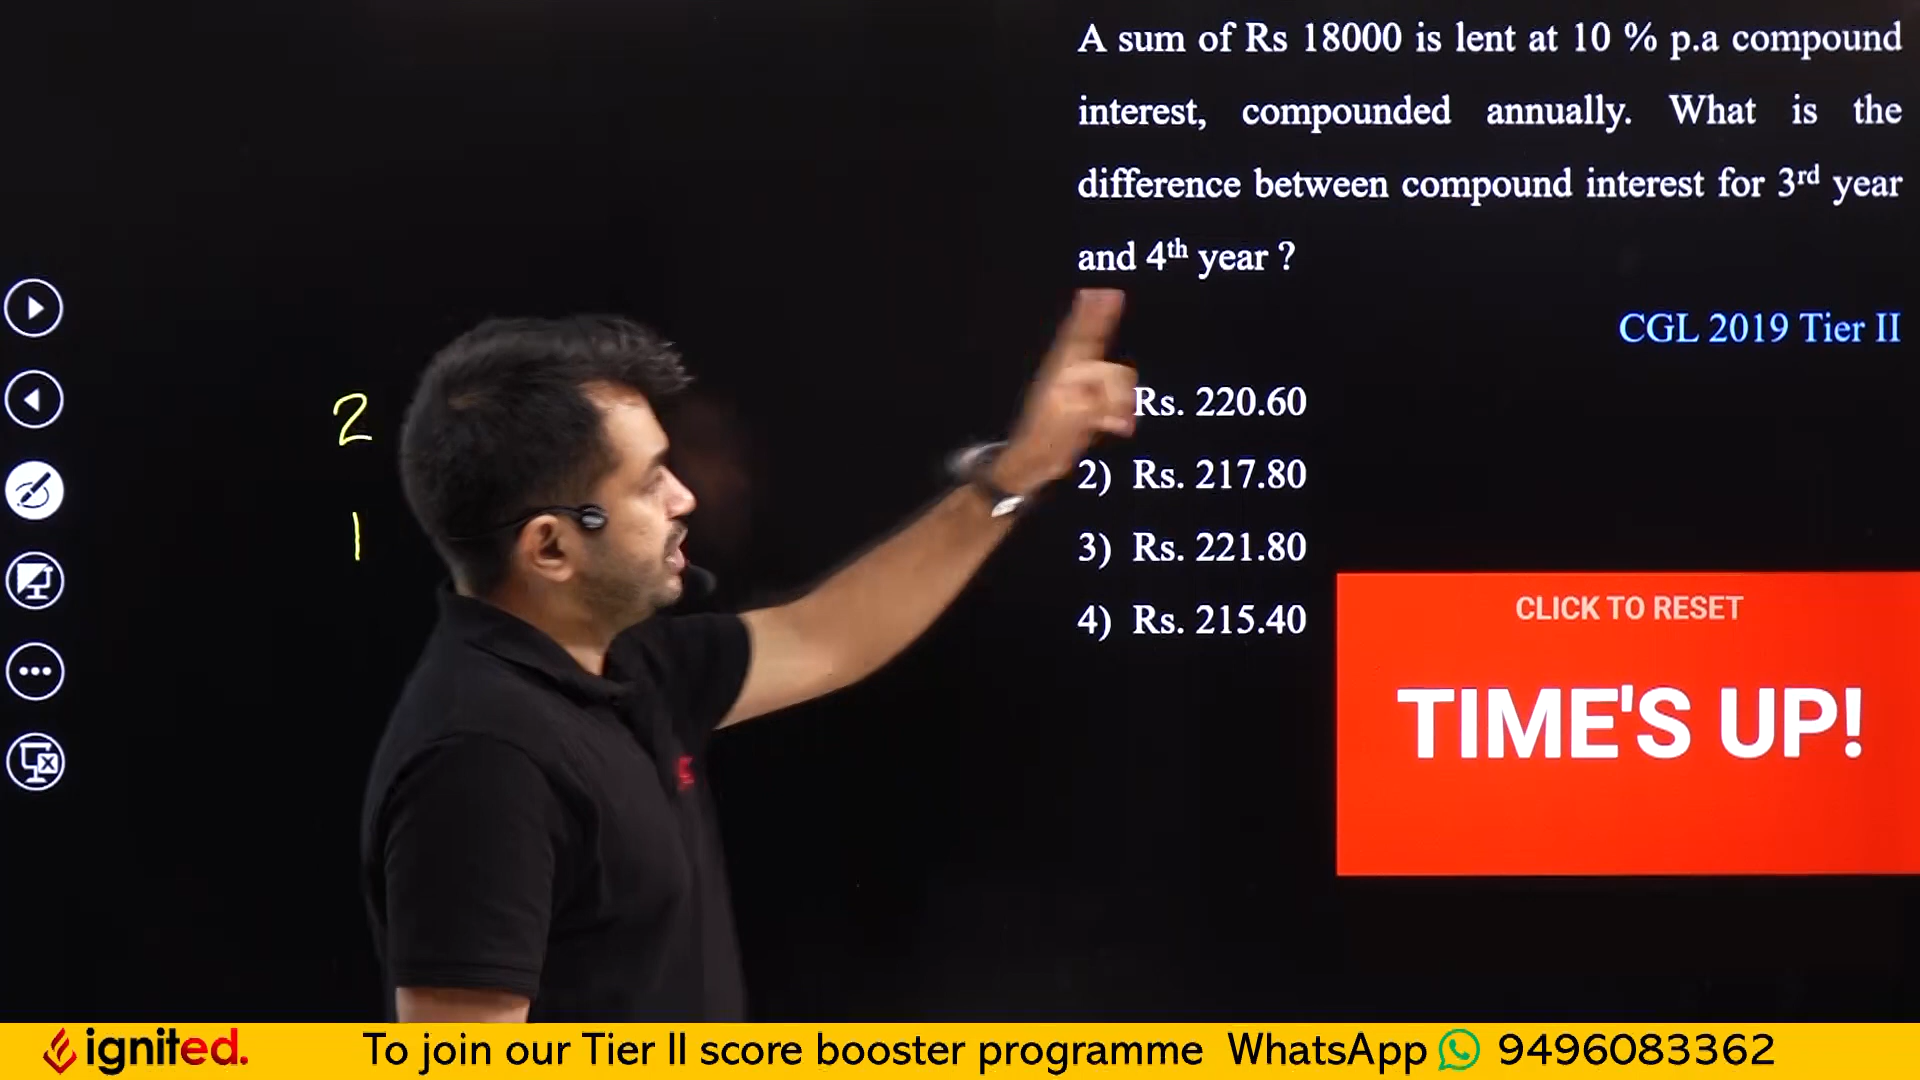 A sum of Rs 18000 is lent at 10 % p.a compound
interest, compounded annually. What is the
difference between compound interest for 3rd year
and 4th year ?
CGL 2019 Tier II
Rs. 220.60
2) Rs. 217.80
3) Rs. 221.80
4) Rs. 215.40
2
1
CLICK TO RESET
TIME'S UP!
ignited.
To join our Tier II score booster programme WhatsApp 9496083362